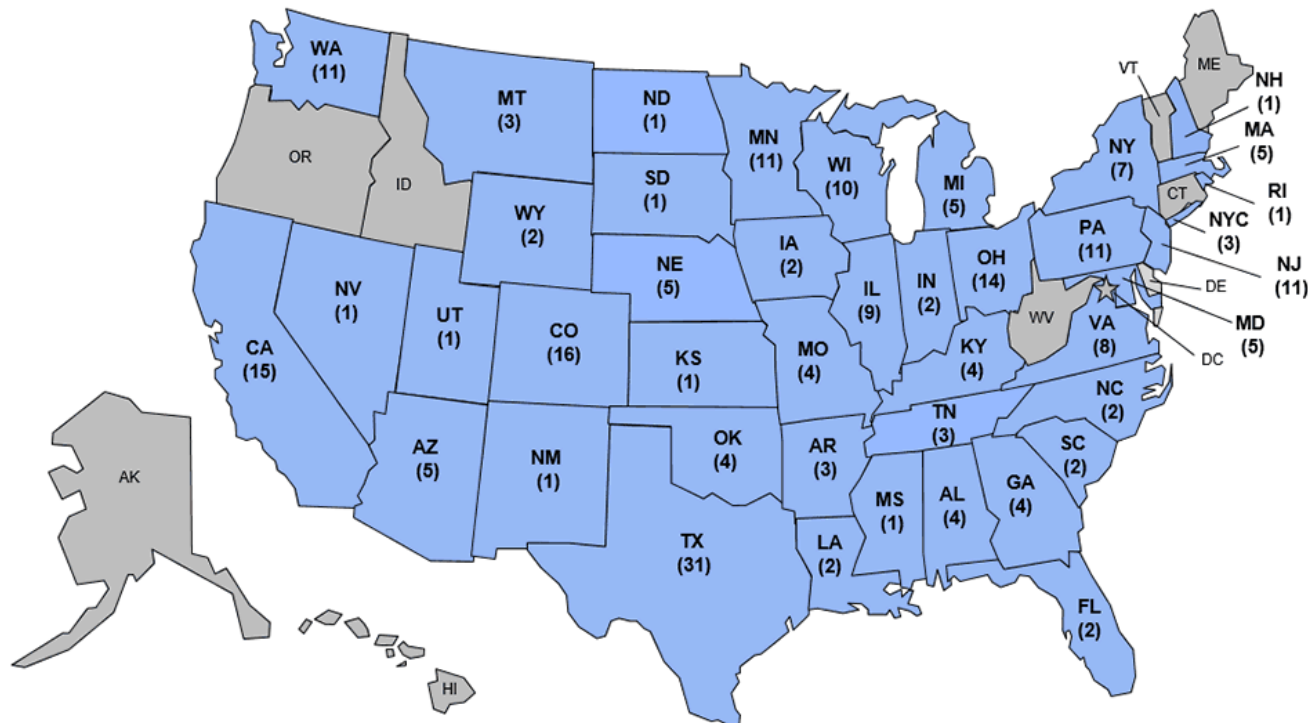 WA
(11)
MT
(3)
ND
(1)
MN
(11)
VT
ME
NH
(1)
MA
(5)
OR
ID
SD
(1)
WI
(10)
MI
(5)
NY
(7)
CT
RI
(1)
NYC
(3)
WY
(2)
NE
(5)
IA
(2)
PA
(11)
NJ
(11)
NV
(1)
UT
(1)
CO
(16)
IL
(9)
IN
(2)
OH
(14)
DE
MD
(5)
WV
VA
(8)
DC
CA
(15)
KS
(1)
MO
(4)
KY
(4)
NC
(2)
TN
(3)
AZ
(5)
NM
(1)
OK
(4)
AR
(3)
SC
(2)
AK
TX
(31)
LA
(2)
MS
(1)
AL
(4)
GA
(4)
FL
(2)
HI